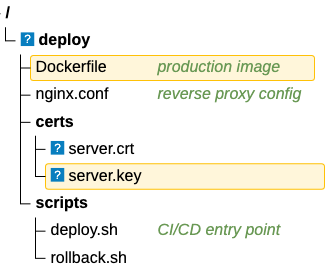 /
? deploy
Dockerfile production image
nginx.conf reverse proxy config
certs
? server.crt
? server.key
scripts
deploy.sh CI/CD entry point
rollback.sh